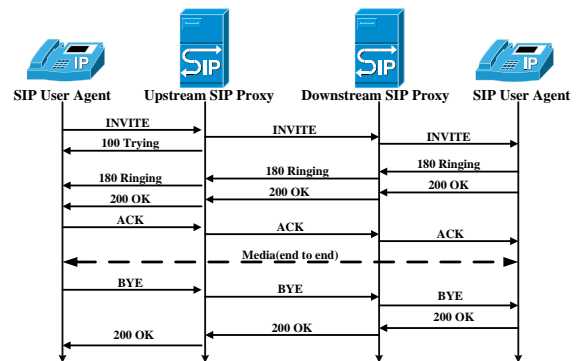 IP
SIP
SIP
IP
SIP User Agent
Upstream SIP Proxy
Downstream SIP Proxy
SIP User Agent
INVITE
INVITE
INVITE
100 Trying
180 Ringing
180 Ringing
180 Ringing
200 OK
200 OK
200 OK
ACK
ACK
ACK
Media(end to end)
BYE
BYE
BYE
200 OK
200 OK
200 OK